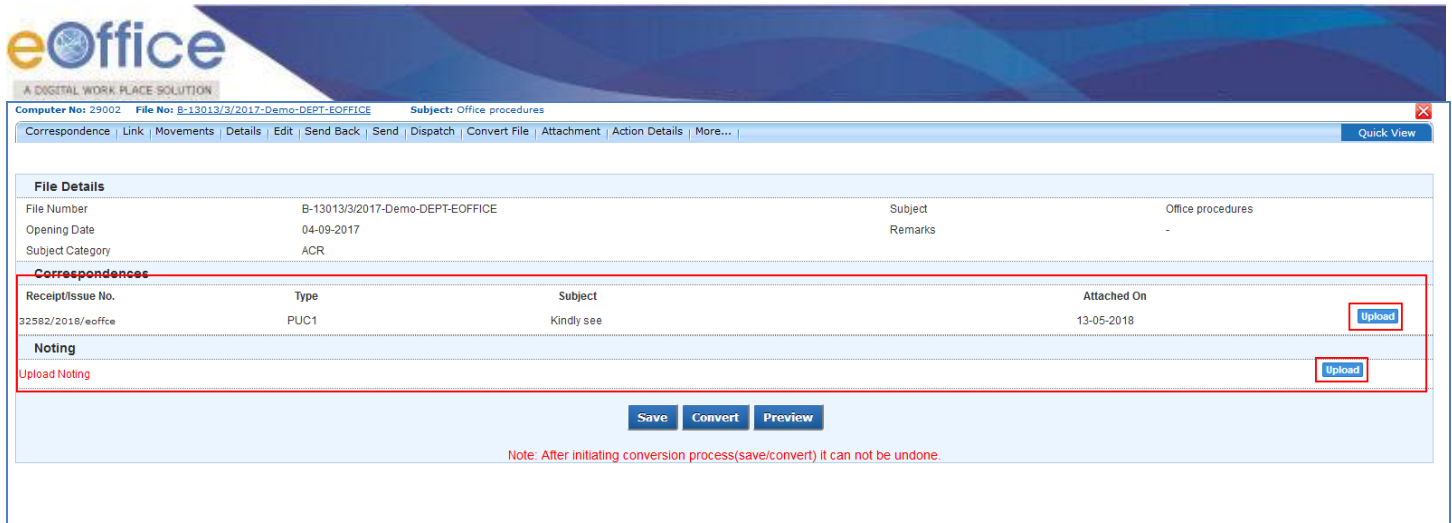 eOffice
A DIGITAL WORK PLACE SOLUTION
Computer No: 29002 File No: B-13013/3/2017-Demo-DEPT-EOFFICE Subject: Office procedures
Correspondence | Link | Movements | Details | Edit | Send Back | Send | Dispatch | Convert File | Attachment | Action Details | More... | Quick View
File Details
File Number B-13013/3/2017-Demo-DEPT-EOFFICE Subject Office procedures
Opening Date 04-09-2017 Remarks -
Subject Category ACR
Correspondences
Receipt/Issue No. Type Subject Attached On
32582/2018/eoffce PUC1 Kindly see 13-05-2018 Upload
Noting
Upload Noting Upload
Save Convert Preview
Note: After initiating conversion process(save/convert) it can not be undone.